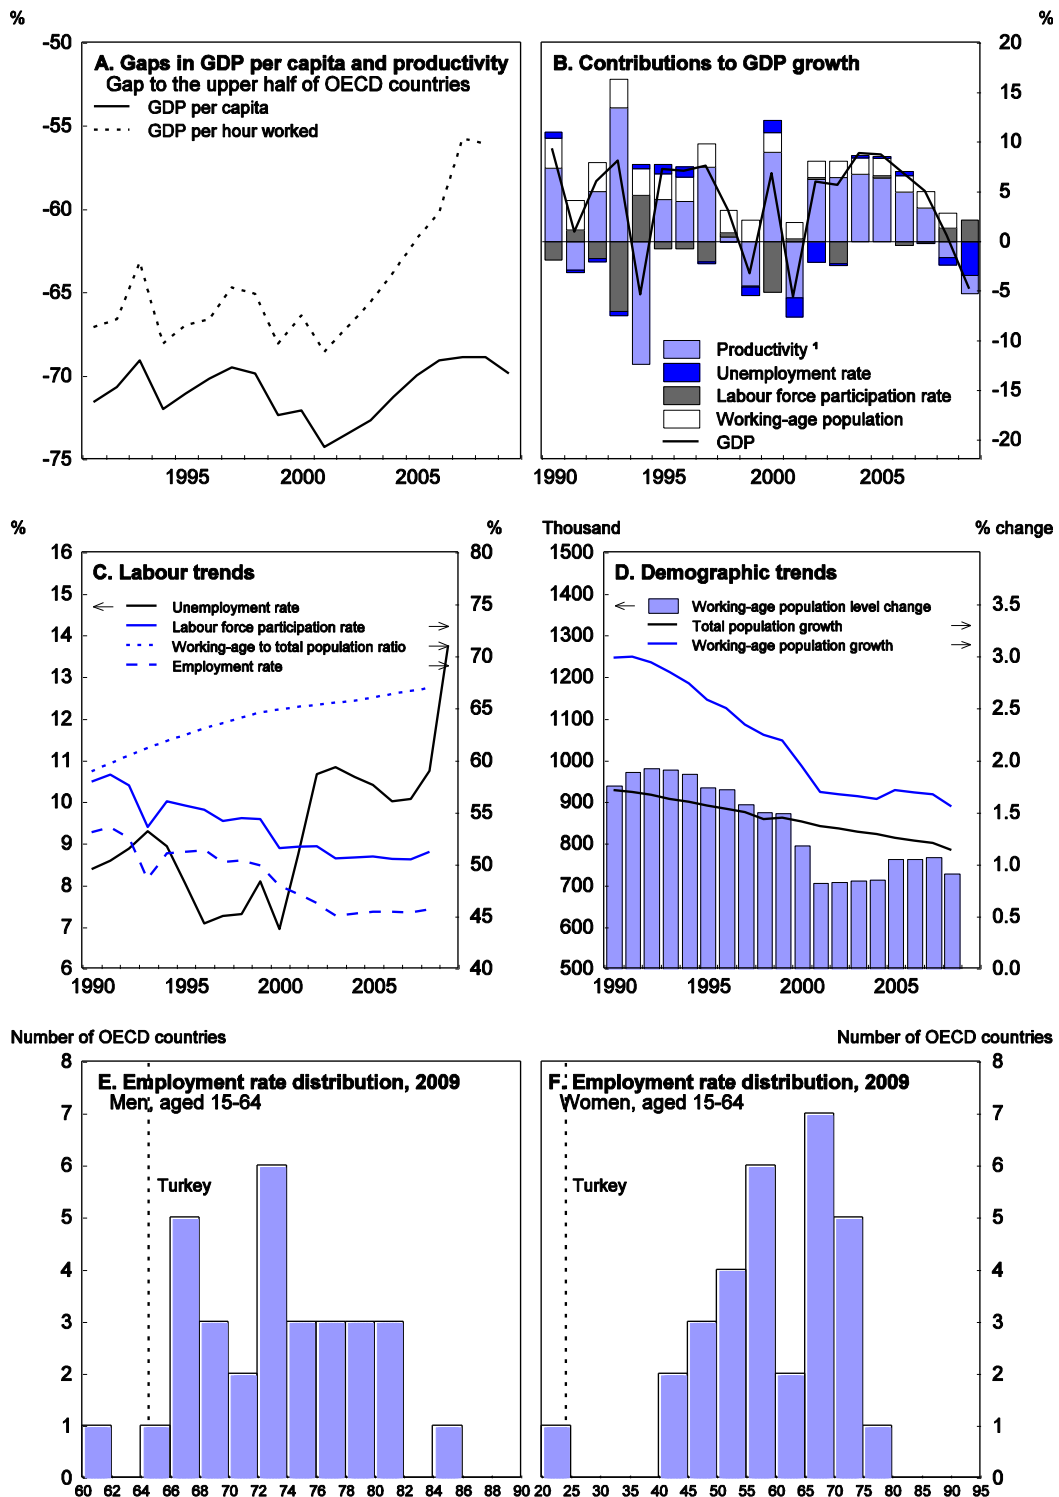 % %
-50 20
A. Gaps in GDP per capita and productivity B. Contributions to GDP growth
Gap to the upper half of OECD countries
GDP per capita 15
-55 GDP per hour worked
10
-60 5
0
-65 -5
Productivity ¹ -10
-70 Unemployment rate
Labour force participation rate -15
Working-age population
-75 GDP -20
1995 2000 2005 1990 1995 2000 2005
% % Thousand % change
16 80 1500
C. Labour trends D. Demographic trends
15 75 1400 3.5
Unemployment rate Working-age population level change
Labour force participation rate Total population growth
14 Working-age to total population ratio 70 1300 Working-age population growth 3.0
Employment rate
13 1200
12 65 1100 2.5
11 60 1000 2.0
10 55 900 1.5
9 800
8 50 700 1.0
7 45 600 0.5
6 40 500 0.0
1990 1995 2000 2005 1990 1995 2000 2005
Number of OECD countries Number of OECD countries
8 8
E. Employment rate distribution, 2009 F. Employment rate distribution, 2009
Men, aged 15-64 Women, aged 15-64
7 7
6 6
Turkey Turkey
5 5
4 4
3 3
2 2
1 1
0 0
60 62 64 66 68 70 72 74 76 78 80 82 84 86 88 90 20 25 30 35 40 45 50 55 60 65 70 75 80 85 90 95